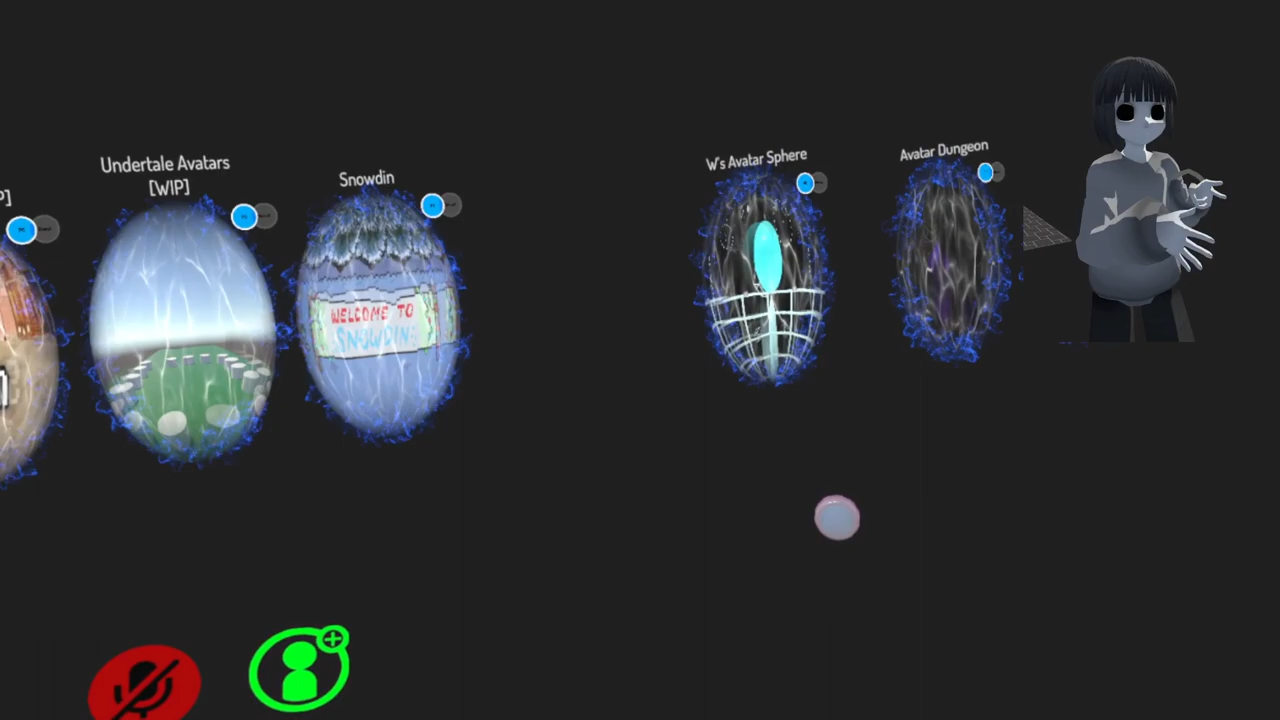 P]
Undertale Avatars
[WIP]
Snowdin
WELCOME TO
SNOWDIN!
W's Avatar Sphere
Avatar Dungeon